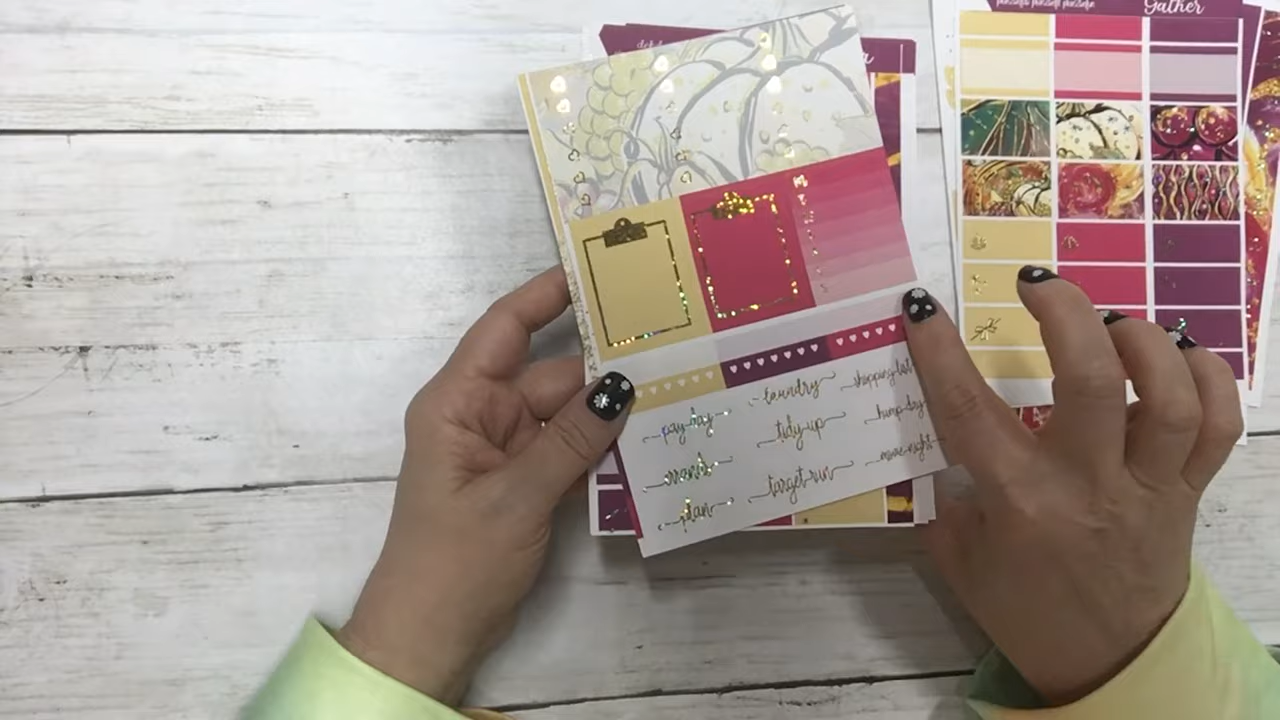 Gather
pay day
laundry
shopping list
errands
tidy up
hump day
plan
target run
movie night